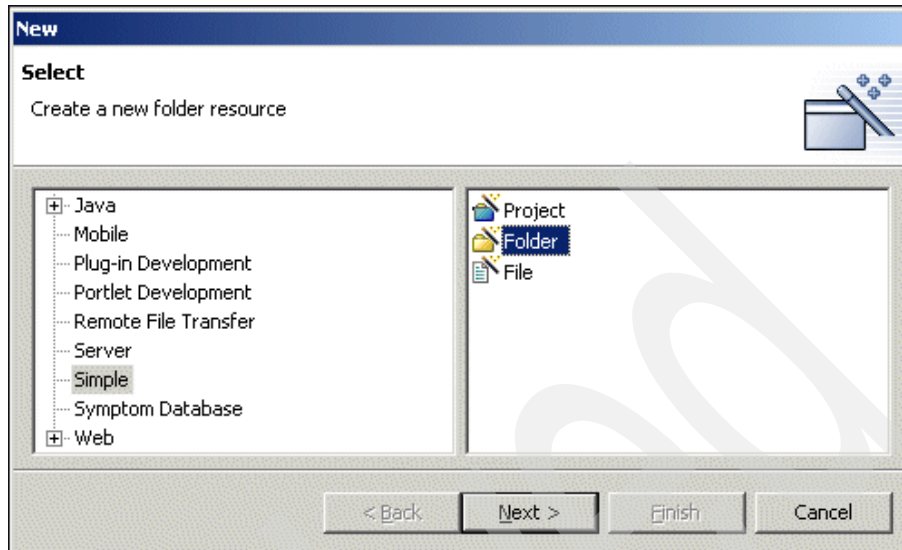 New
Select
Create a new folder resource
Java
Mobile
Plug-in Development
Portlet Development
Remote File Transfer
Server
Simple
Symptom Database
Web
Project
Folder
File
< Back
Next >
Finish
Cancel